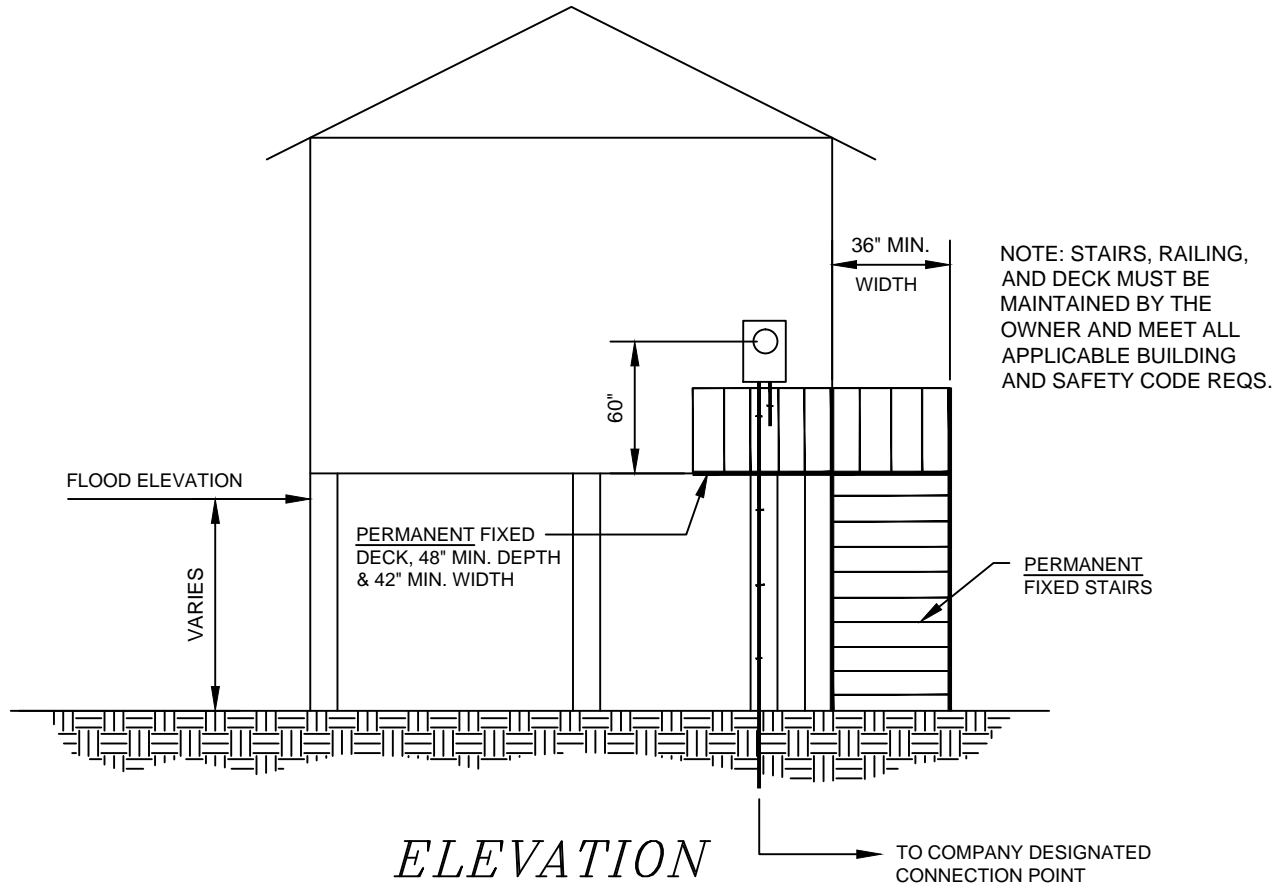 36" MIN.
WIDTH
NOTE: STAIRS, RAILING,
AND DECK MUST BE
MAINTAINED BY THE
OWNER AND MEET ALL
APPLICABLE BUILDING
AND SAFETY CODE REQS.
60"
FLOOD ELEVATION
VARIES
PERMANENT FIXED
DECK, 48" MIN. DEPTH
& 42" MIN. WIDTH
PERMANENT
FIXED STAIRS
ELEVATION
TO COMPANY DESIGNATED
CONNECTION POINT